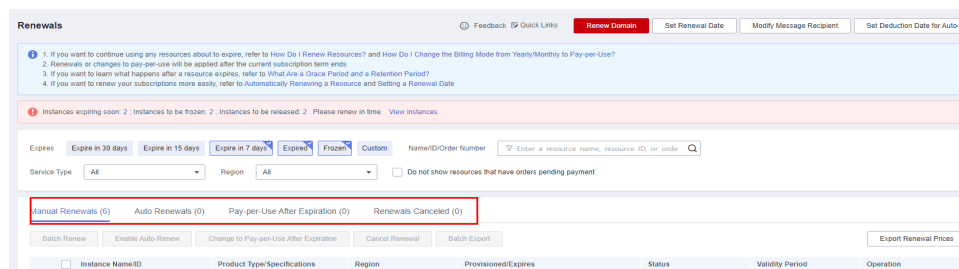 Renewals
Feedback Quick Links Renew Domain Set Renewal Date Modify Message Recipient Set Deduction Date for Auto-
1. If you want to continue using any resources about to expire, refer to How Do I Renew Resources? and How Do I Change the Billing Mode from Yearly/Monthly to Pay-per-Use?
2. Renewals or changes to pay-per-use will be applied after the current subscription term ends.
3. If you want to learn what happens after a resource expires, refer to What Are a Grace Period and a Retention Period?
4. If you want to renew your subscriptions more easily, refer to Automatically Renewing a Resource and Setting a Renewal Date
Instances expiring soon: 2 ; Instances to be frozen: 2 ; Instances to be released: 2 . Please renew in time. View instances.
Expires Expire in 30 days Expire in 15 days Expire in 7 days Expired Frozen Custom Name/ID/Order Number Enter a resource name, resource ID, or orde
Service Type All Region All Do not show resources that have orders pending payment
Manual Renewals (6) Auto Renewals (0) Pay-per-Use After Expiration (0) Renewals Canceled (0)
Batch Renew Enable Auto-Renew Change to Pay-per-Use After Expiration Cancel Renewal Batch Export Export Renewal Prices
Instance Name/ID Product Type/Specifications Region Provisioned/Expires Status Validity Period Operation